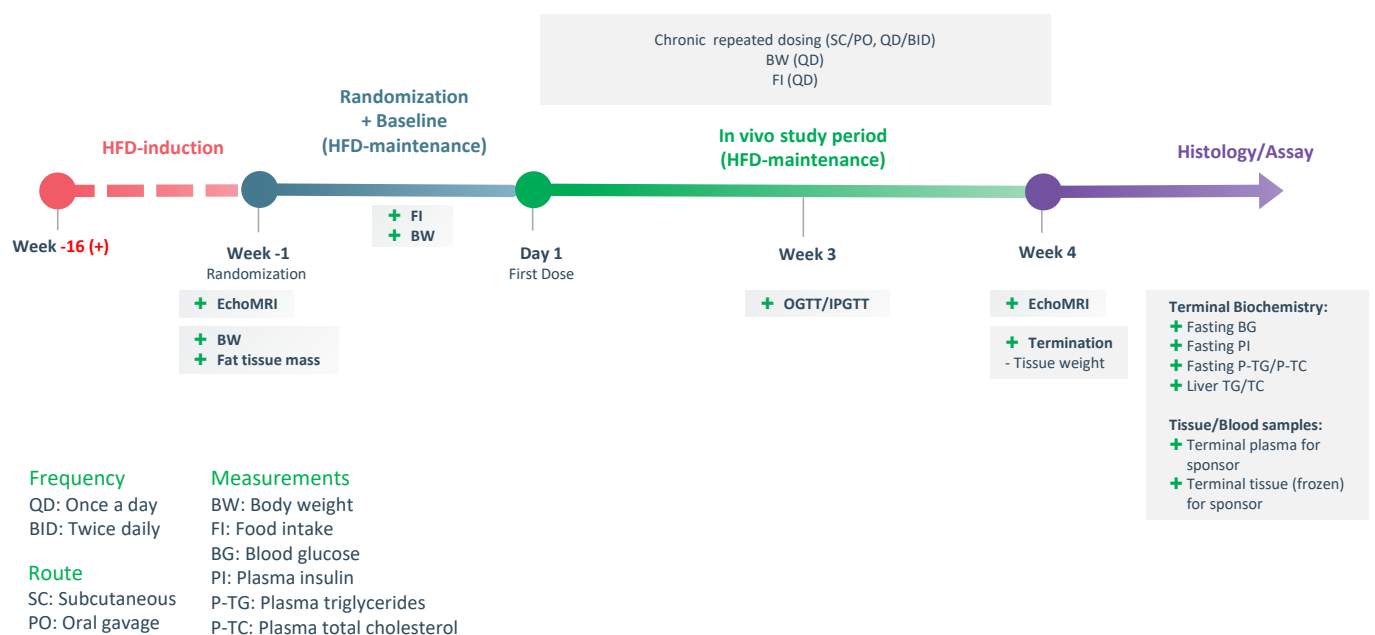 Chronic repeated dosing (SC/PO, QD/BID)
BW (QD)
FI (QD)
HFD-induction
Randomization
+ Baseline
(HFD-maintenance)
In vivo study period
(HFD-maintenance)
Histology/Assay
Week -16 (+)
Week -1
Randomization
+ FI
+ BW
Day 1
First Dose
Week 3
Week 4
+ EchoMRI
+ BW
+ Fat tissue mass
+ OGTT/IPGTT
+ EchoMRI
+ Termination
- Tissue weight
Terminal Biochemistry:
+ Fasting BG
+ Fasting PI
+ Fasting P-TG/P-TC
+ Liver TG/TC
Tissue/Blood samples:
+ Terminal plasma for
sponsor
+ Terminal tissue (frozen)
for sponsor
Frequency
QD: Once a day
BID: Twice daily
Route
SC: Subcutaneous
PO: Oral gavage
Measurements
BW: Body weight
FI: Food intake
BG: Blood glucose
PI: Plasma insulin
P-TG: Plasma triglycerides
P-TC: Plasma total cholesterol